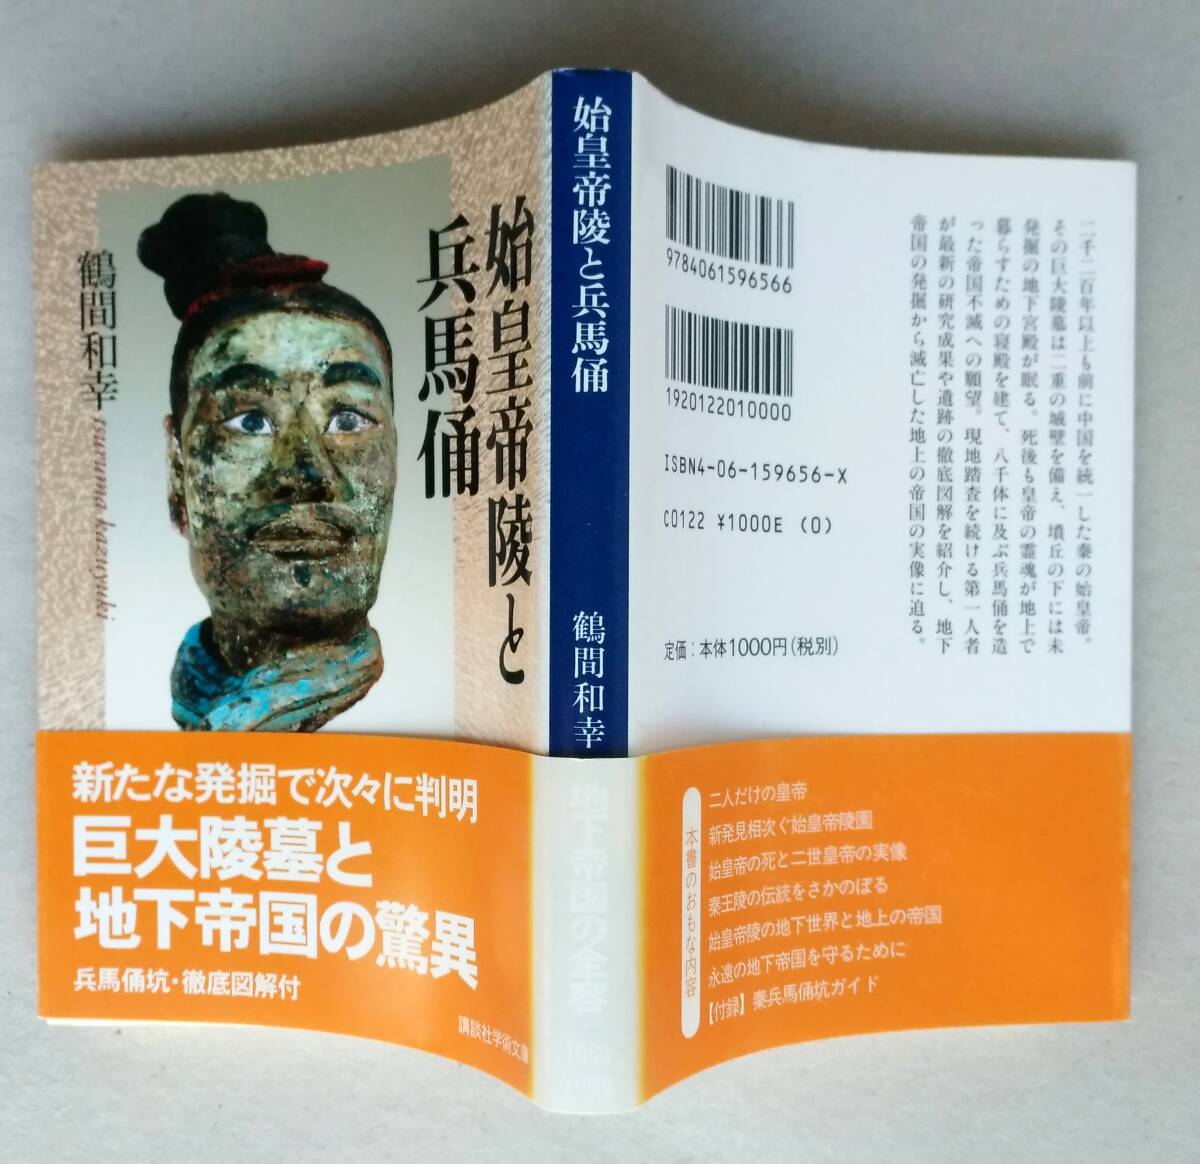 始皇帝陵と
兵馬俑
鶴間和幸
tsuruma kazuyuki
新たな発掘で次々に判明
巨大陵墓と
地下帝国の驚異
兵馬俑坑・徹底図解付
講談社学術文庫
始皇帝陵と兵馬俑
鶴間和幸
地下帝国の全容
9784061596566
1920122010000
ISBN4-06-159656-X
C0122 ¥1000E (0)
定価:本体1000円(税別)
二千二百年以上も前に中国を統一した秦の始皇帝。
その巨大陵墓は二重の城壁を備え、墳丘の下には未
発掘の地下宮殿が眠る。死後も皇帝の霊魂が地上で
暮らすための寝殿を建て、八千体に及ぶ兵馬俑を造
った帝国不滅への願望。現地踏査を続ける第一人者
が最新の研究成果や遺跡の徹底図解を紹介し、地下
帝国の発掘から滅亡した地上の帝国の実像に迫る。
本書のおもな内容
二人だけの皇帝
新発見相次ぐ始皇帝陵園
始皇帝の死と二世皇帝の実像
秦王陵の伝統をさかのぼる
始皇帝陵の地下世界と地上の帝国
永遠の地下帝国を守るために
【付録】秦兵馬俑坑ガイド